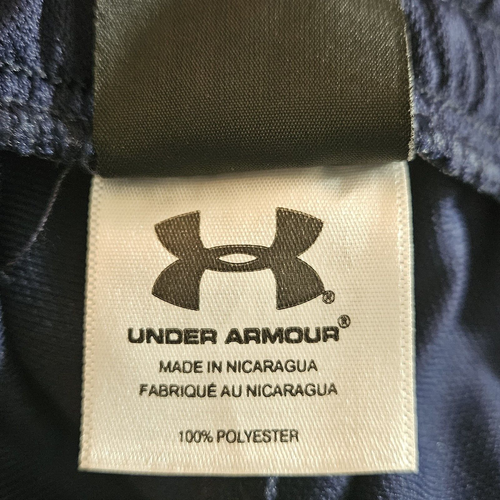 ®
UNDER ARMOUR®
MADE IN NICARAGUA
FABRIQUÉ AU NICARAGUA
100% POLYESTER